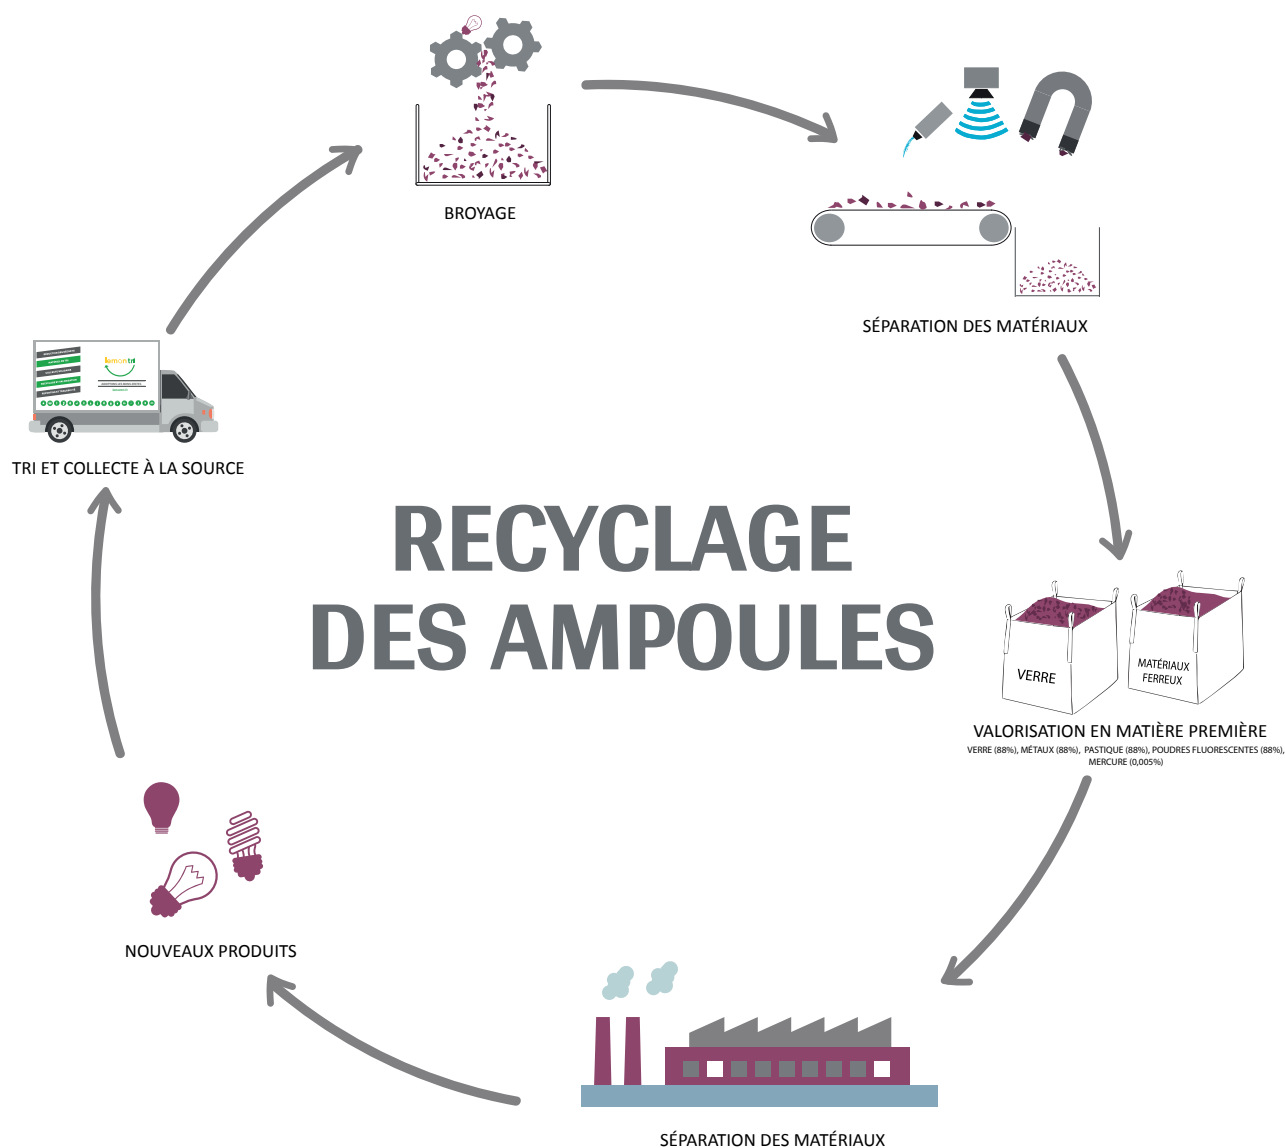 BROYAGE
SÉPARATION DES MATÉRIAUX
lemontri
TRI ET COLLECTE À LA SOURCE
RECYCLAGE
DES AMPOULES
VERRE
MATÉRIAUX
FERREUX
VALORISATION EN MATIÈRE PREMIÈRE
VERRE (88%), MÉTAUX (88%), PASTIQUE (88%), POUDRES FLUORESCENTES (88%),
MERCURE (0,005%)
NOUVEAUX PRODUITS
SÉPARATION DES MATÉRIAUX